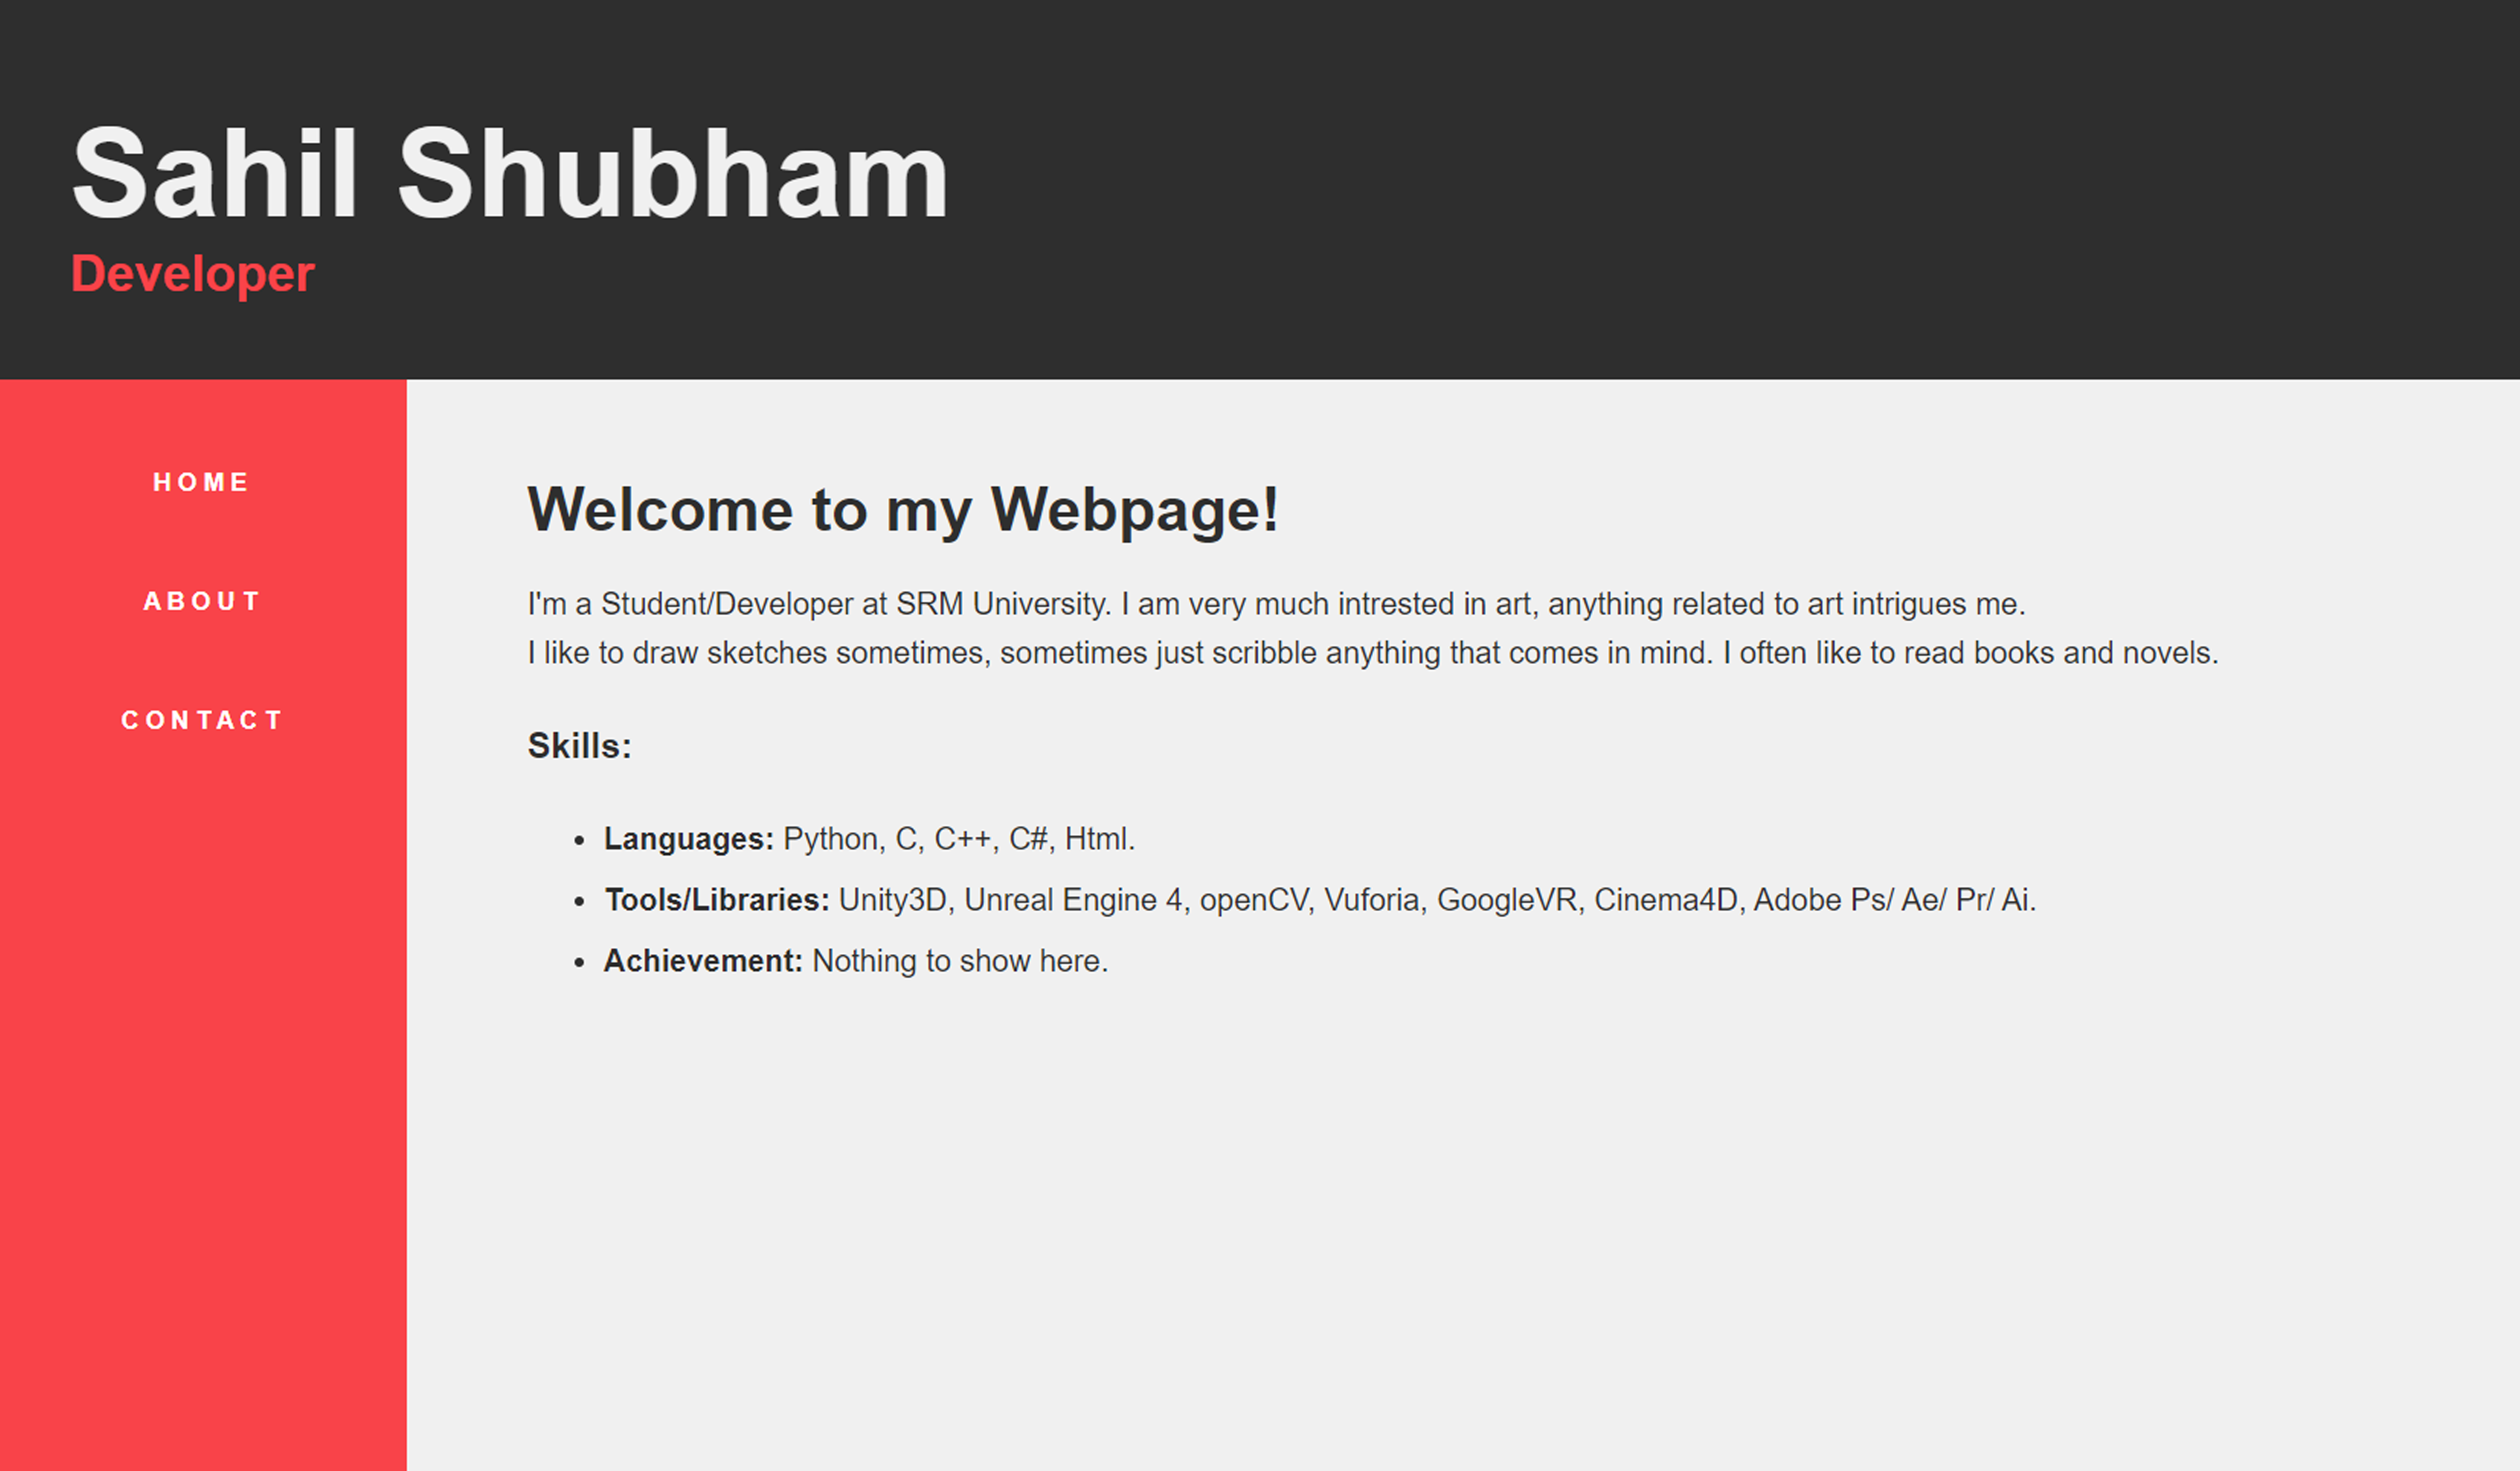 Sahil Shubham
Developer
HOME
ABOUT
CONTACT
Welcome to my Webpage!
I'm a Student/Developer at SRM University. I am very much intrested in art, anything related to art intrigues me.
I like to draw sketches sometimes, sometimes just scribble anything that comes in mind. I often like to read books and novels.
Skills:
• Languages: Python, C, C++, C#, Html.
• Tools/Libraries: Unity3D, Unreal Engine 4, openCV, Vuforia, GoogleVR, Cinema4D, Adobe Ps/ Ae/ Pr/ Ai.
• Achievement: Nothing to show here.